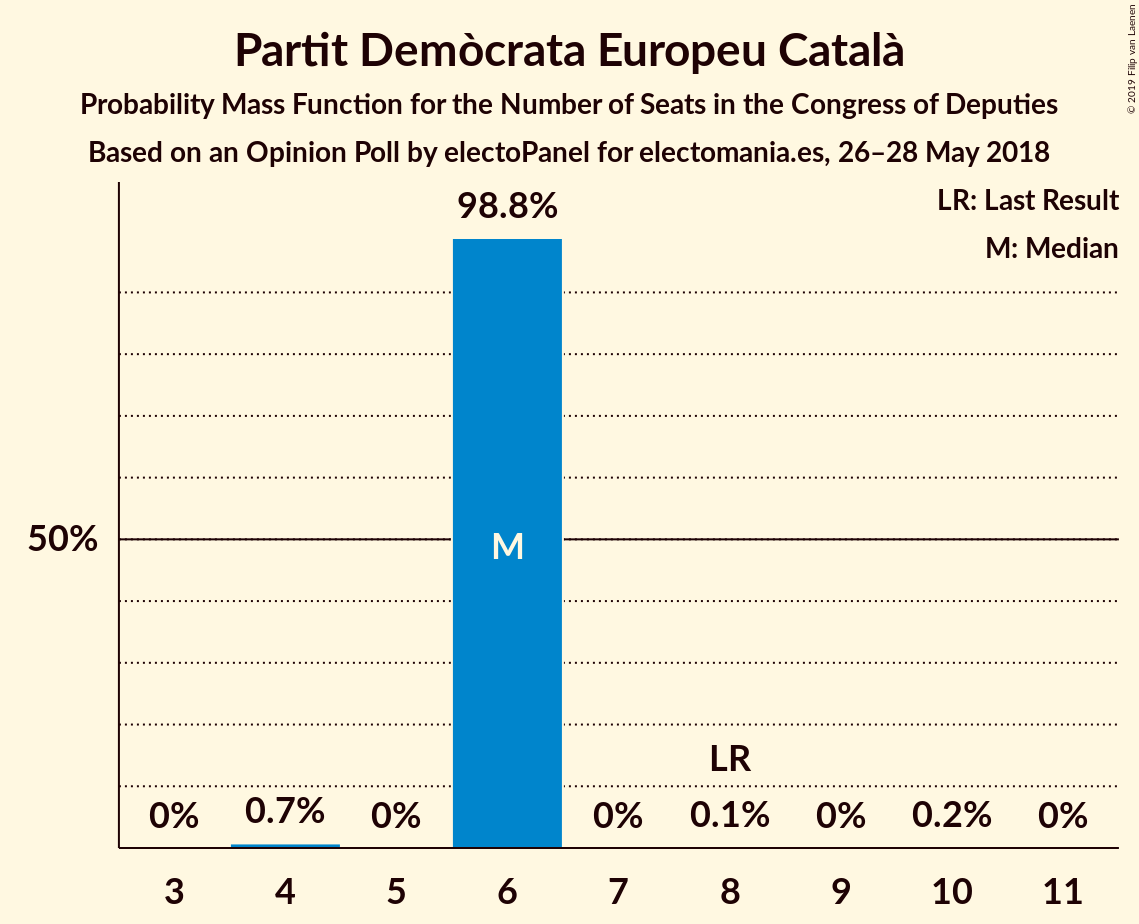 Partit Demòcrata Europeu Català
Probability Mass Function for the Number of Seats in the Congress of Deputies
Based on an Opinion Poll by electoPanel for electomania.es, 26–28 May 2018
© 2019 Filip van Laenen
LR: Last Result
M: Median
98.8%
50%
M
LR
0% 0.7% 0% 0% 0.1% 0% 0.2% 0%
3 4 5 6 7 8 9 10 11